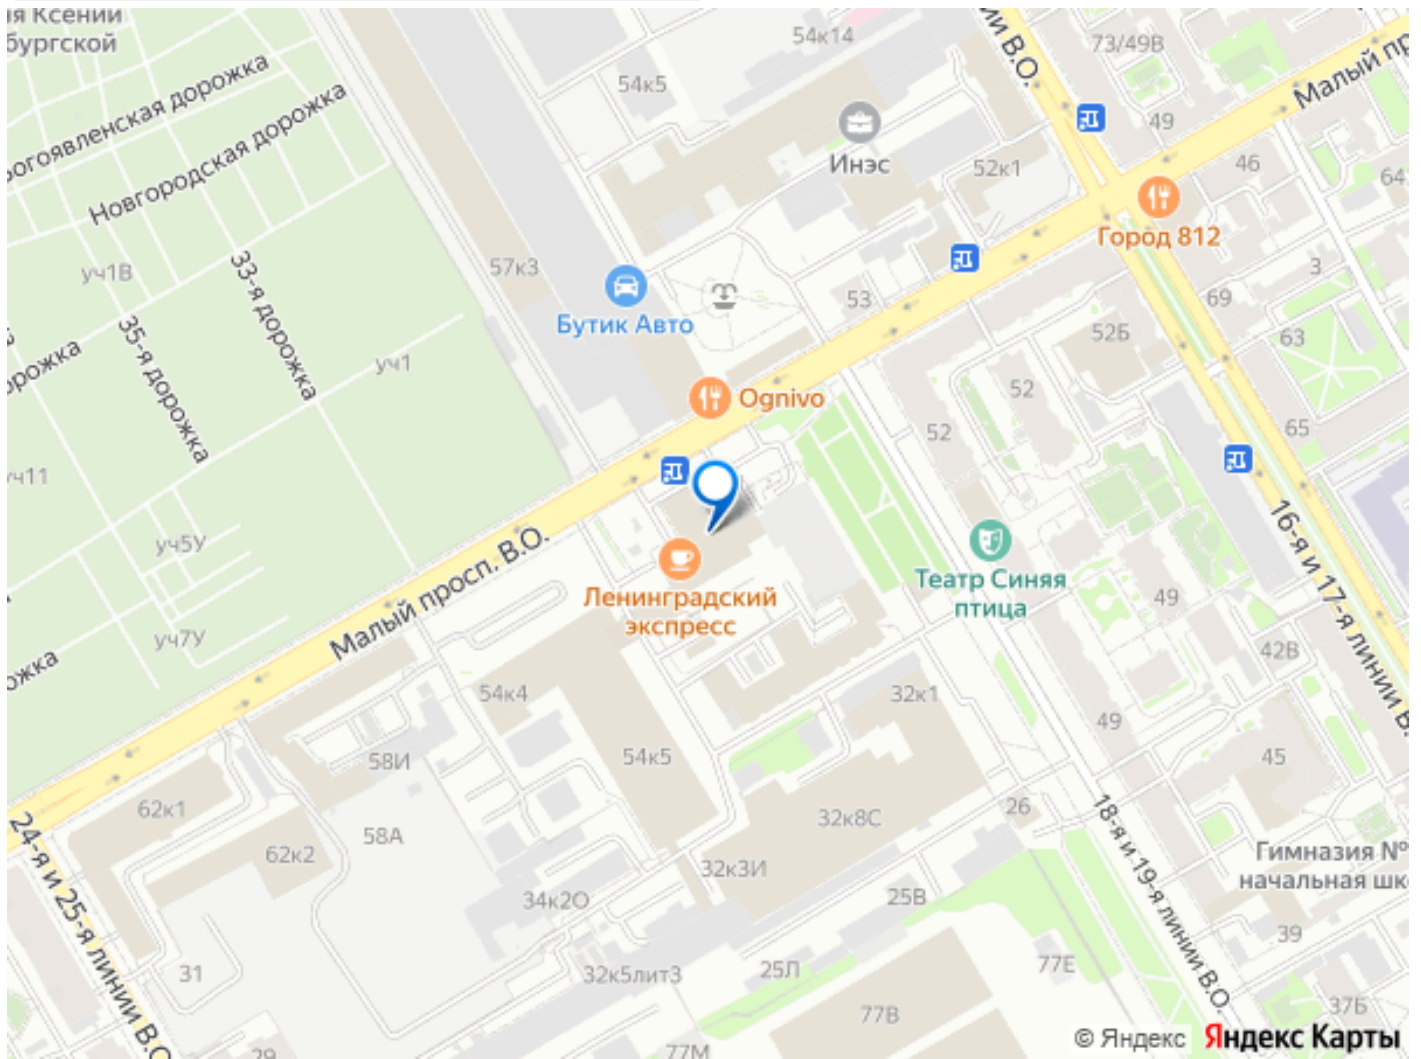 я Ксении
бургской
54к14
73/49В
Малый пр
54к5
Богоявленская дорожка
Новгородская дорожка
49
Инэс
52к1
46
64
Город 812
уч1В
33-я дорожка
57к3
Бутик Авто
53
69
3
52Б
63
35-я дорожка
дорожка
уч1
52
Ognivo
52
65
уч11
уч5У
Малый просп. В.О.
16-я и 17-я линии В.
Ленинградский
экспресс
Театр Синяя
птица
49
уч7У
42В
54к4
32к1
49
58И
54к5
45
62к1
58А
32к8С
26
18-я и 19-я линии В.О.
62к2
24-я и 25-я линии В.О
32к3И
Гимназия №
начальная шк
34к2О
25В
39
31
32к5лит3
25Л
77Е
37Б
77В
29
77М
© Яндекс
Яндекс Карты